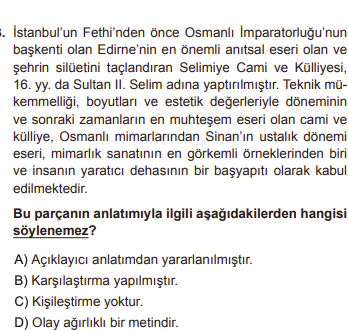 3. İstanbul'un Fethi'nden önce Osmanlı İmparatorluğu'nun
başkenti olan Edirne'nin en önemli anıtsal eseri olan ve
şehrin silüetini taçlandıran Selimiye Cami ve Külliyesi,
16. yy. da Sultan II. Selim adına yaptırılmıştır. Teknik mü-
kemmelliği, boyutları ve estetik değerleriyle döneminin
ve sonraki zamanların en muhteşem eseri olan cami ve
külliye, Osmanlı mimarlarından Sinan'ın ustalık dönemi
eseri, mimarlık sanatının en görkemli örneklerinden biri
ve insanın yaratıcı dehasının bir başyapıtı olarak kabul
edilmektedir.
Bu parçanın anlatımıyla ilgili aşağıdakilerden hangisi
söylenemez?
A) Açıklayıcı anlatımdan yararlanılmıştır.
B) Karşılaştırma yapılmıştır.
C) Kişileştirme yoktur.
D) Olay ağırlıklı bir metindir.